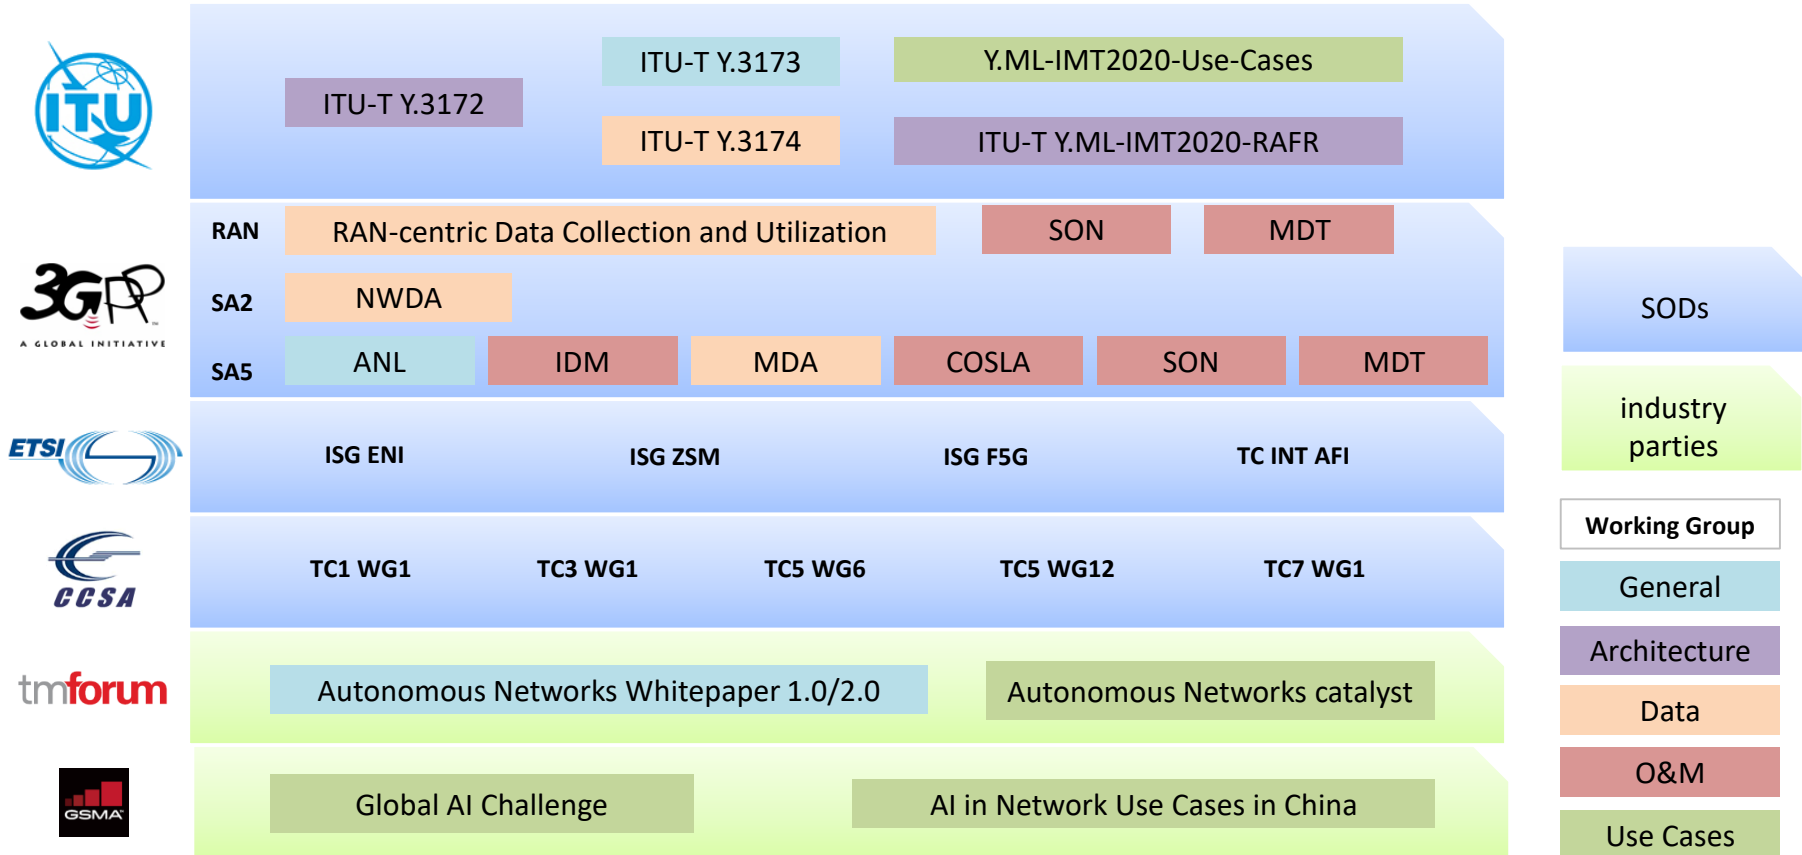 ITU
ITU-T Y.3172
ITU-T Y.3173
Y.ML-IMT2020-Use-Cases
ITU-T Y.3174
ITU-T Y.ML-IMT2020-RAFR
3GPP
A GLOBAL INITIATIVE
RAN
RAN-centric Data Collection and Utilization
SON
MDT
SA2
NWDA
SA5
ANL
IDM
MDA
COSLA
SON
MDT
ETSI
ISG ENI
ISG ZSM
ISG F5G
TC INT AFI
CCSA
TC1 WG1
TC3 WG1
TC5 WG6
TC5 WG12
TC7 WG1
tmforum
Autonomous Networks Whitepaper 1.0/2.0
Autonomous Networks catalyst
GSMA
Global AI Challenge
AI in Network Use Cases in China
SODs
industry
parties
Working Group
General
Architecture
Data
O&M
Use Cases